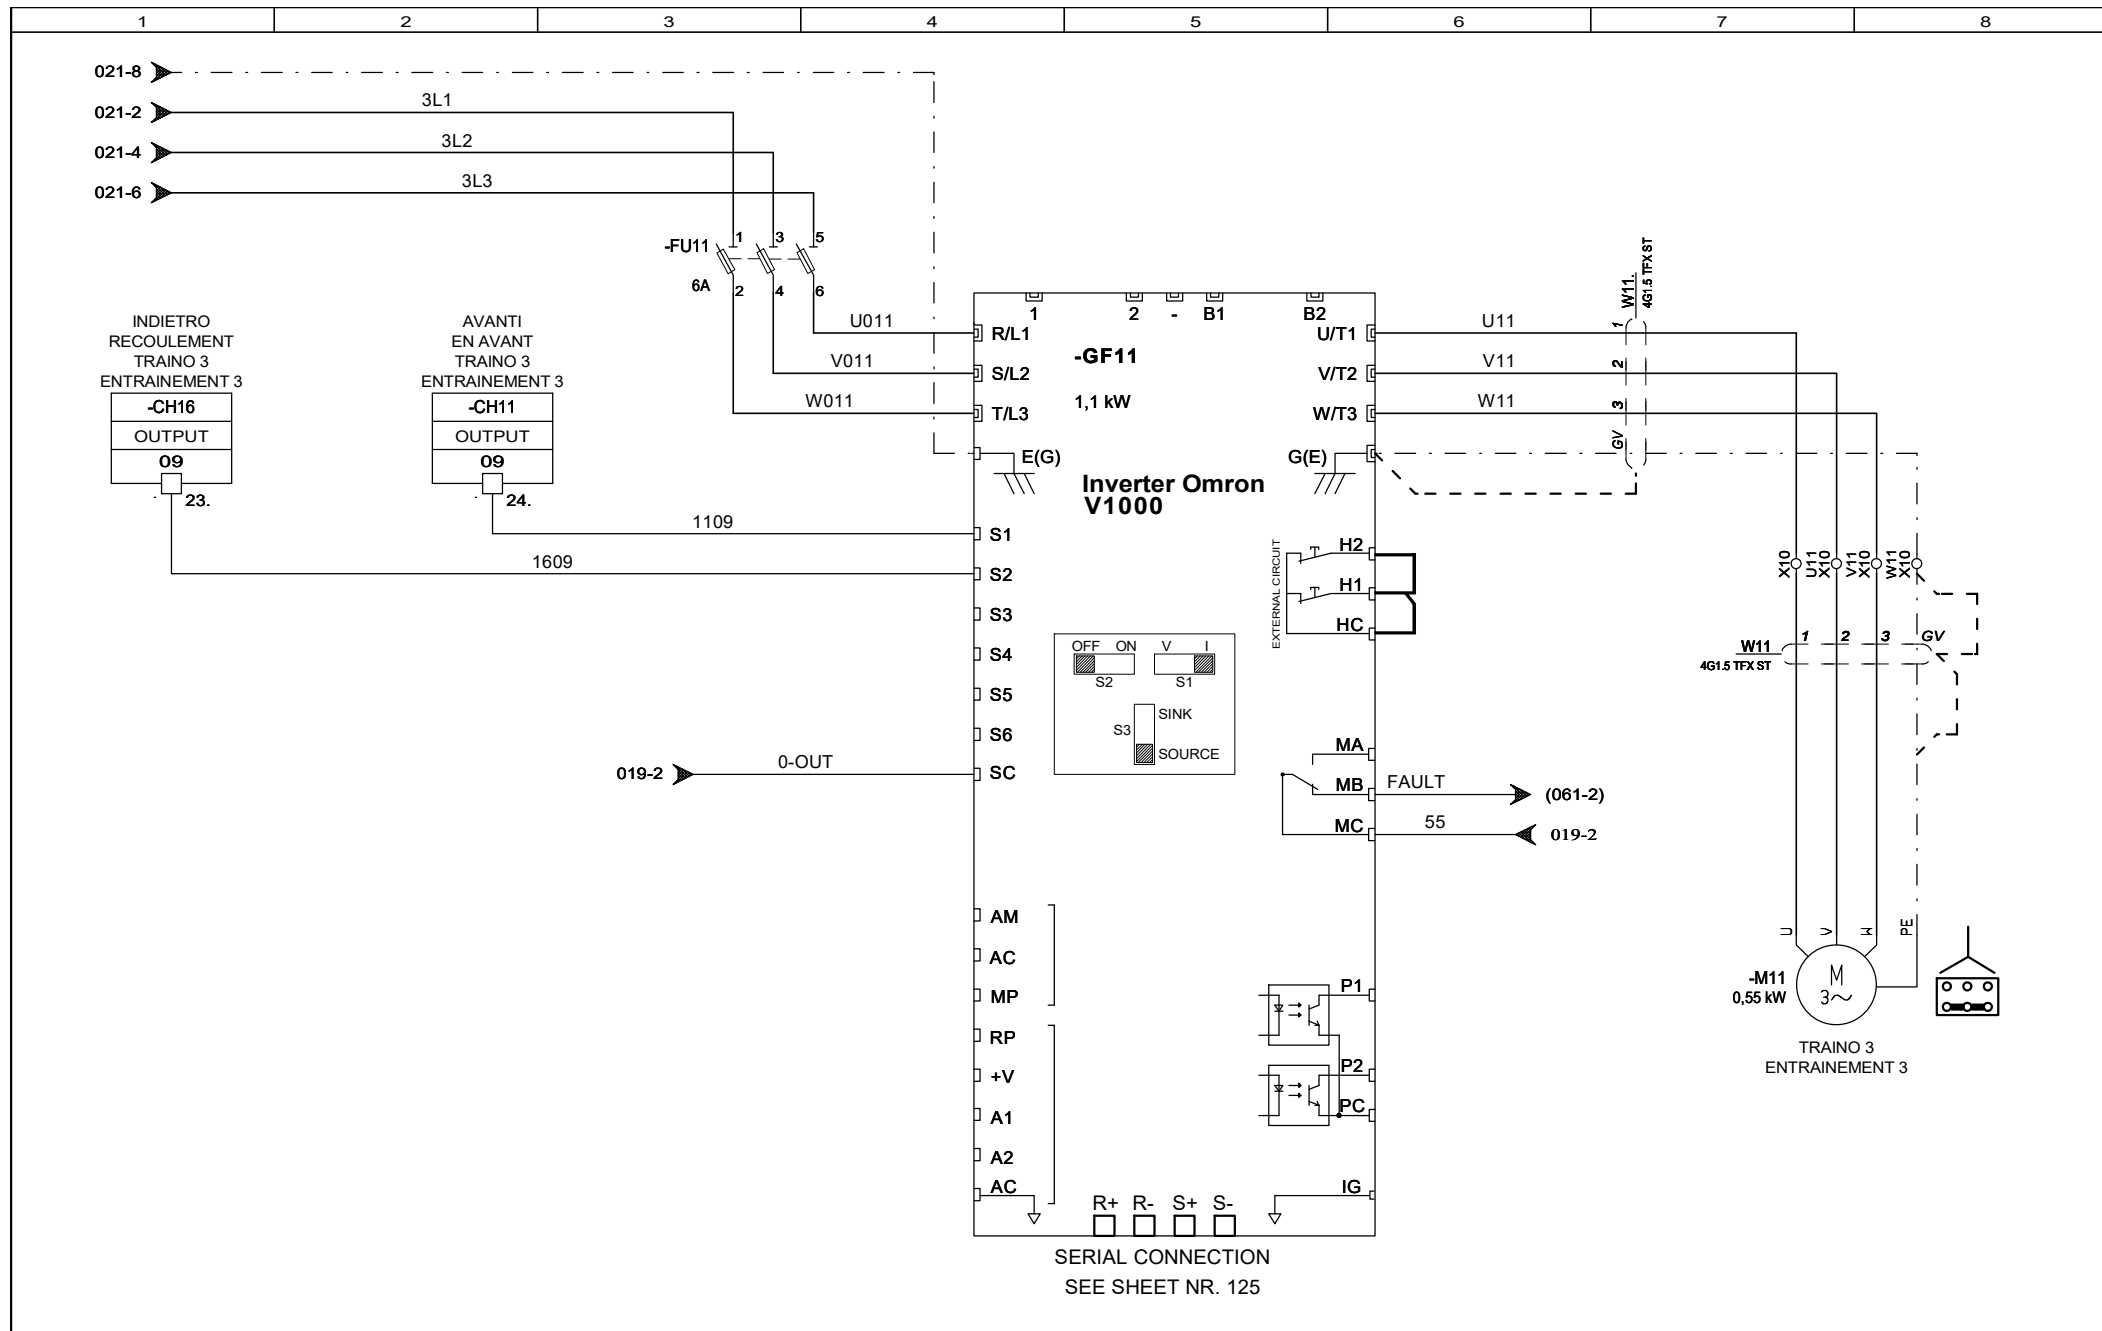 1 2 3 4 5 6 7 8
021-8
021-2 3L1
021-4 3L2
021-6 3L3
-FU11
6A
1 3 5
2 4 6
U011
V011
W011
INDIETRO
RECOULEMENT
TRAINO 3
ENTRAINEMENT 3
-CH16
OUTPUT
09
23.
AVANTI
EN AVANT
TRAINO 3
ENTRAINEMENT 3
-CH11
OUTPUT
09
24.
1109
1609
019-2 0-OUT
1 2 - B1 B2
R/L1
S/L2
T/L3
E(G)
-GF11
1,1 kW
Inverter Omron
V1000
U/T1
V/T2
W/T3
G(E)
S1
S2
S3
S4
S5
S6
SC
EXTERNAL CIRCUIT
H2
H1
HC
OFF ON V I
S2 S1
S3
SINK
SOURCE
MA
MB
MC
FAULT (061-2)
55 019-2
AM
AC
MP
RP
+V
A1
A2
AC
P1
P2
PC
IG
R+ R- S+ S-
SERIAL CONNECTION
SEE SHEET NR. 125
U11
V11
W11
W11.
4G1.5 TFX ST
1
2
3
GV
X10
U11
X10
V11
X10
W11
X10
W11
4G1.5 TFX ST
1 2 3 GV
U V W PE
-M11
0,55 kW
M
3~
TRAINO 3
ENTRAINEMENT 3